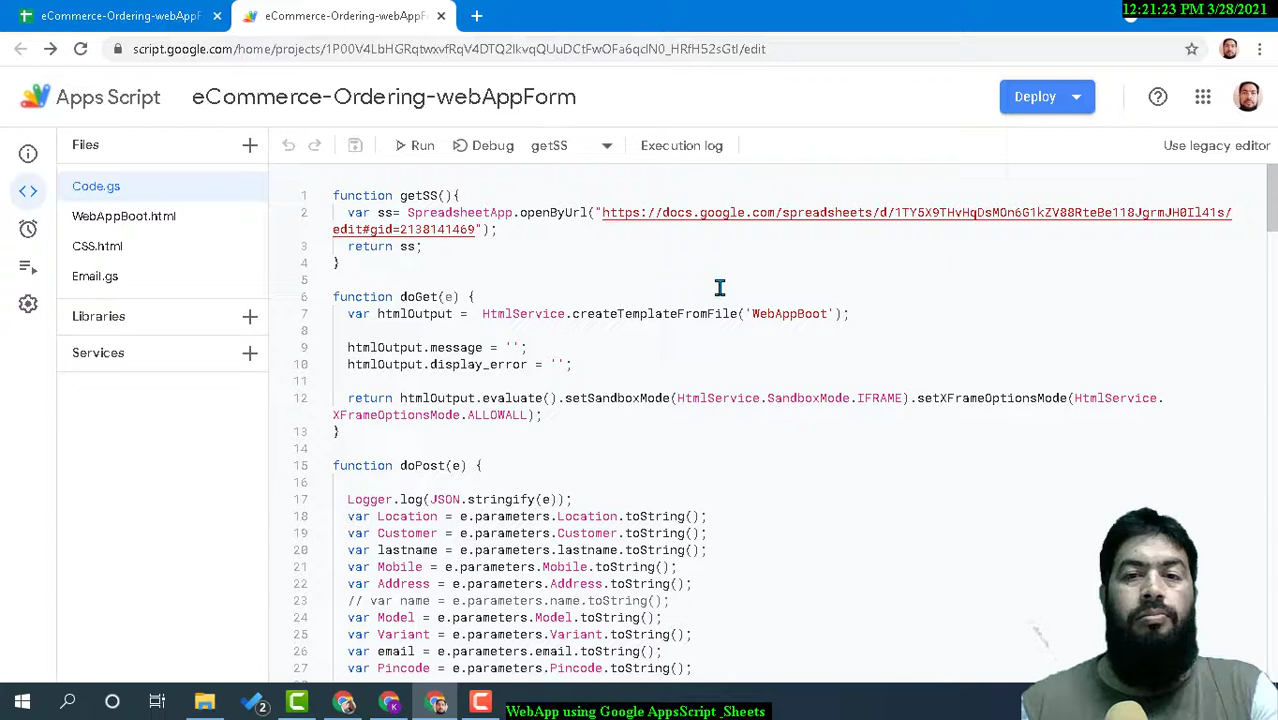 eCommerce-Ordering-webAppF
eCommerce-Ordering-webAppF
12:21:23 PM 3/28/2021
script.google.com/home/projects/1P00V4LbHGRqtwxvfRqV4DTQ2IkvqQUuDCtFwOFa6qclN0_HRfH52sGtI/edit
Apps Script
eCommerce-Ordering-webAppForm
Deploy
Files
Run
Debug
getSS
Execution log
Use legacy editor
Code.gs
WebAppBoot.html
CSS.html
Email.gs
Libraries
Services
1 function getSS(){
2 var ss= SpreadsheetApp.openByUrl("https://docs.google.com/spreadsheets/d/1TY5X9THvHqDsMOn6G1kZV88RteBe118JgrmJH0Il41s/
edit#gid=2138141469");
3 return ss;
4 }
5
6 function doGet(e) {
7 var htmlOutput = HtmlService.createTemplateFromFile('WebAppBoot');
8
9 htmlOutput.message = '';
10 htmlOutput.display_error = '';
11
12 return htmlOutput.evaluate().setSandboxMode(HtmlService.SandboxMode.IFRAME).setXFrameOptionsMode(HtmlService.
XFrameOptionsMode.ALLOWALL);
13 }
14
15 function doPost(e) {
16
17 Logger.log(JSON.stringify(e));
18 var Location = e.parameters.Location.toString();
19 var Customer = e.parameters.Customer.toString();
20 var lastname = e.parameters.lastname.toString();
21 var Mobile = e.parameters.Mobile.toString();
22 var Address = e.parameters.Address.toString();
23 // var name = e.parameters.name.toString();
24 var Model = e.parameters.Model.toString();
25 var Variant = e.parameters.Variant.toString();
26 var email = e.parameters.email.toString();
27 var Pincode = e.parameters.Pincode.toString();
2
WebApp using Google AppsScript _Sheets